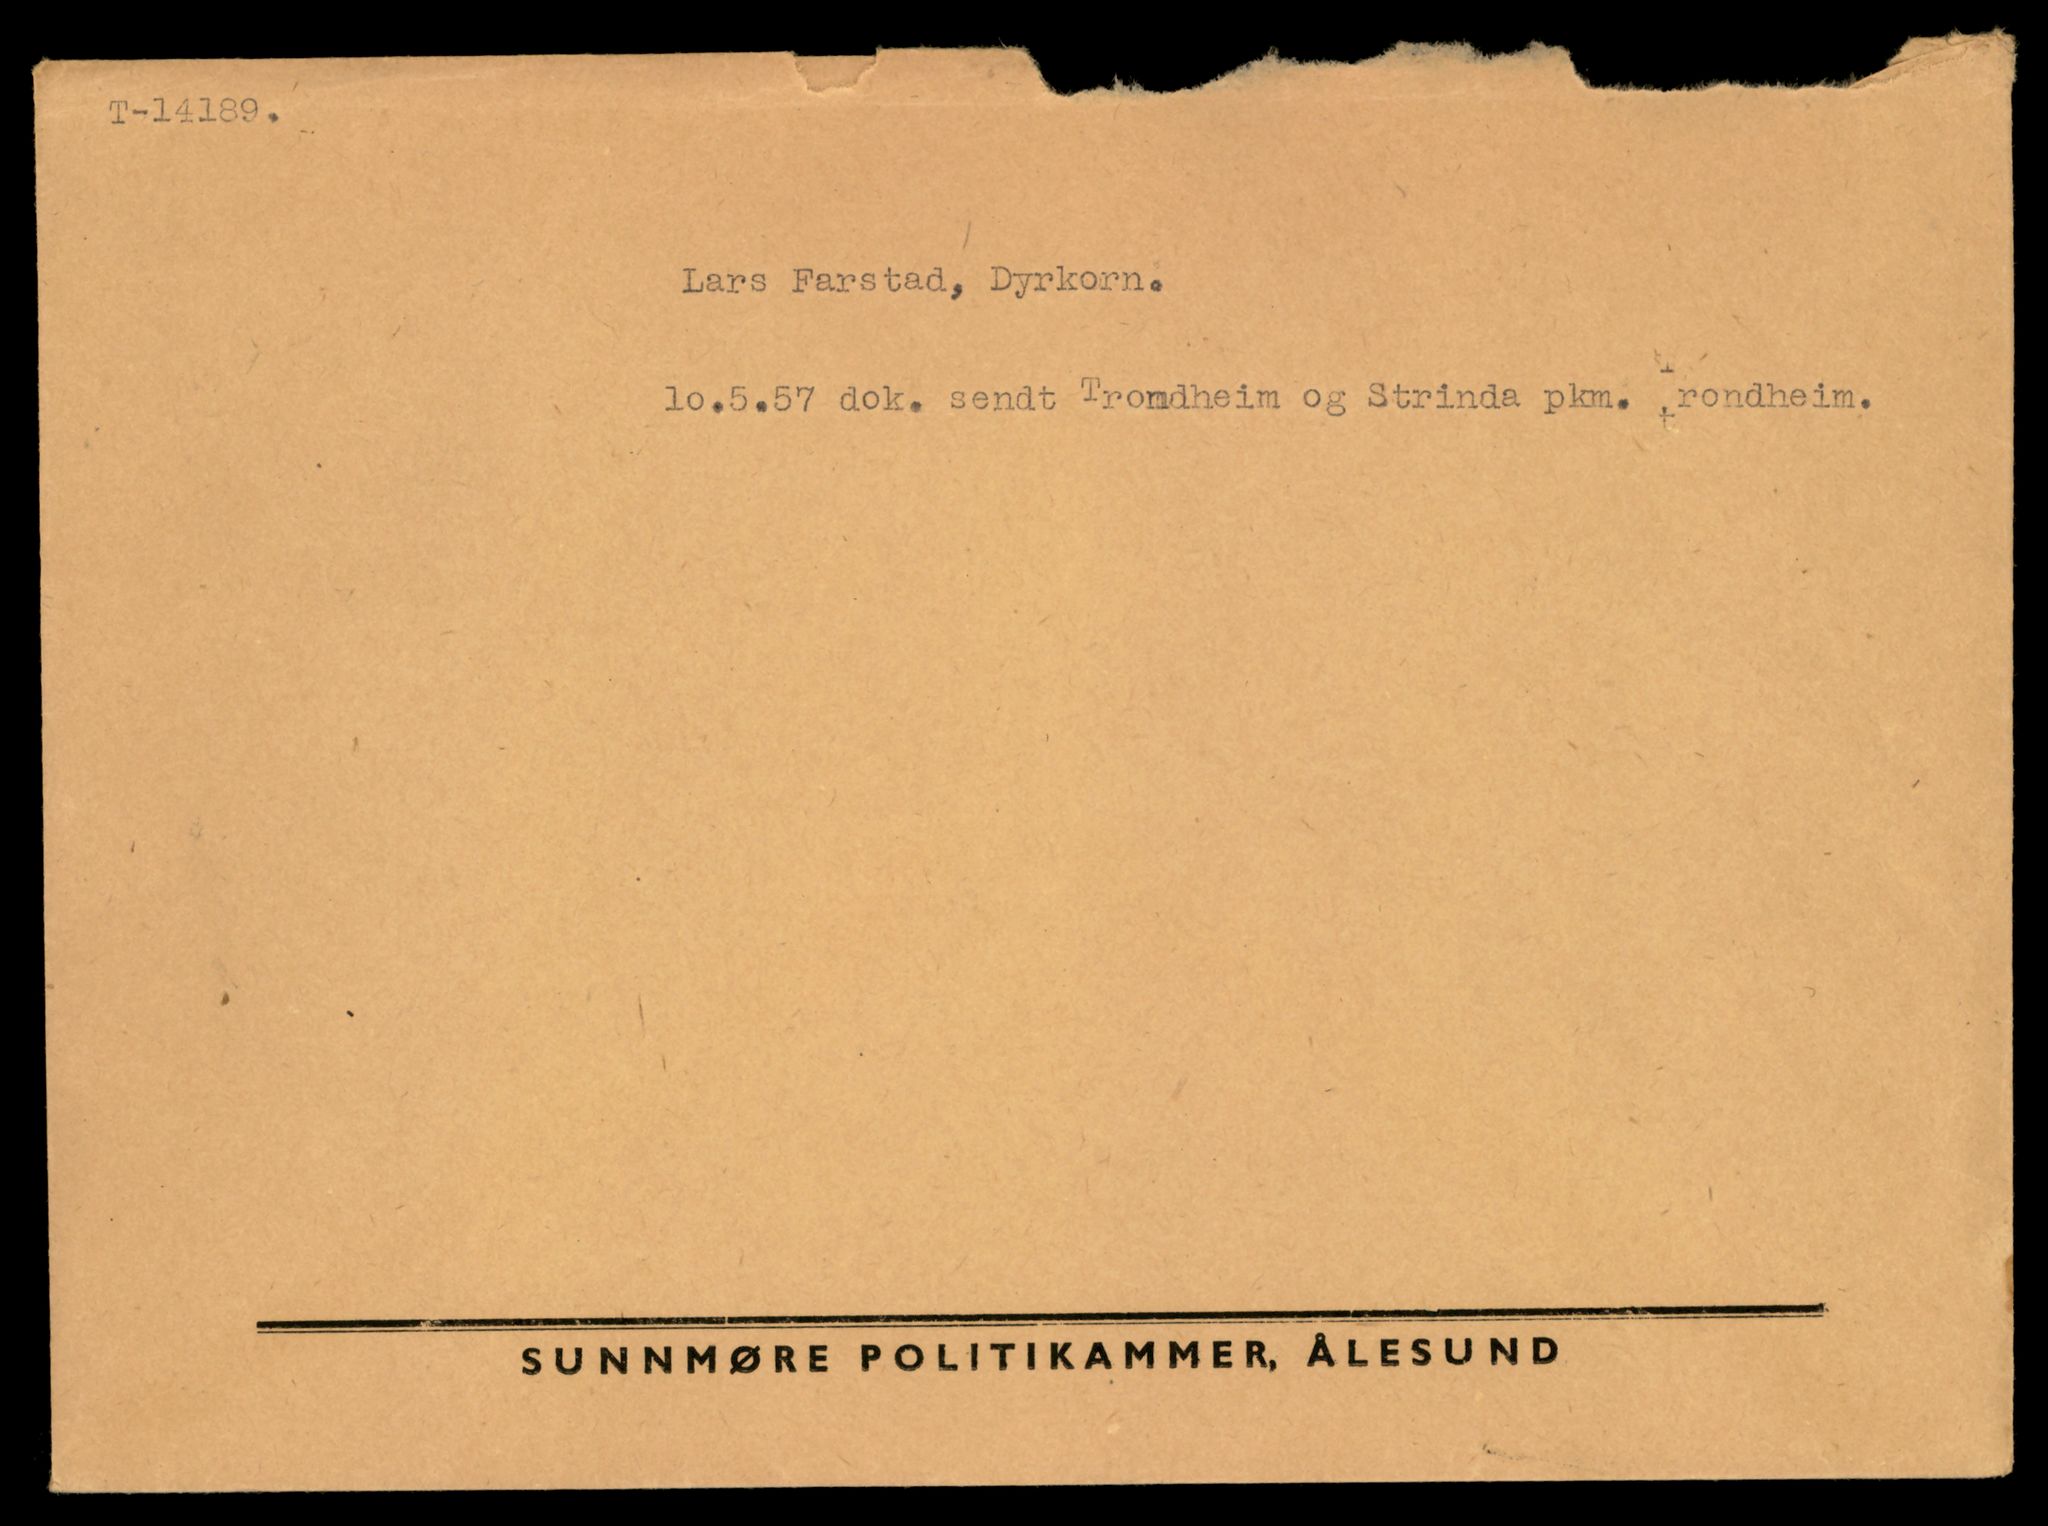 T-14189.
Lars Farstad, Dyrkorn.
lo.5.57 dok. sendt Trondheim og Strinda pkm. Trondheim.
SUNNMØRE POLITIKAMMER, ÅLESUND